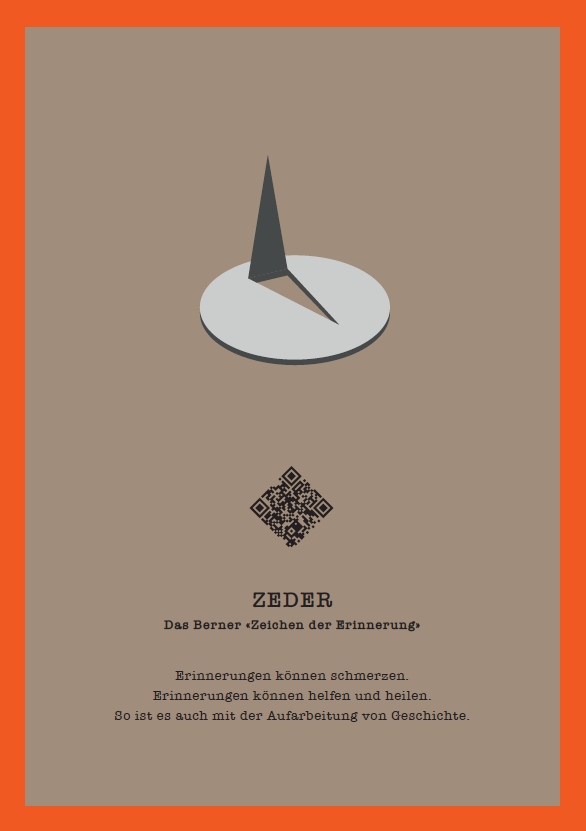 ZEDER
Das Berner «Zeichen der Erinnerung»
Erinnerungen können schmerzen.
Erinnerungen können helfen und heilen.
So ist es auch mit der Aufarbeitung von Geschichte.